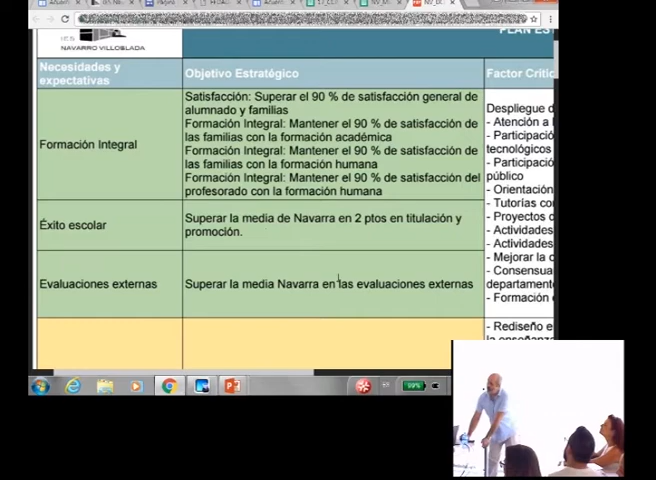 NAVARRO VILLOSLADA
PLAN ES
Necesidades y
expectativas
Objetivo Estratégico
Factor Crític
Formación Integral
Satisfacción: Superar el 90 % de satisfacción general de
alumnado y familias
Formación Integral: Mantener el 90 % de satisfacción de
las familias con la formación académica
Formación Integral: Mantener el 90 % de satisfacción de
las familias con la formación humana
Formación Integral: Mantener el 90 % de satisfacción del
profesorado con la formación humana
Despliegue d
- Atención a l
- Participació
tecnológicos
- Participació
público
- Orientación
- Tutorías co
- Proyectos d
- Actividades
- Actividades
- Mejorar la c
- Consensua
departament
- Formación
Éxito escolar
Superar la media de Navarra en 2 ptos en titulación y
promoción.
Evaluaciones externas
Superar la media Navarra en las evaluaciones externas
- Rediseño e
la enseñanza
99%